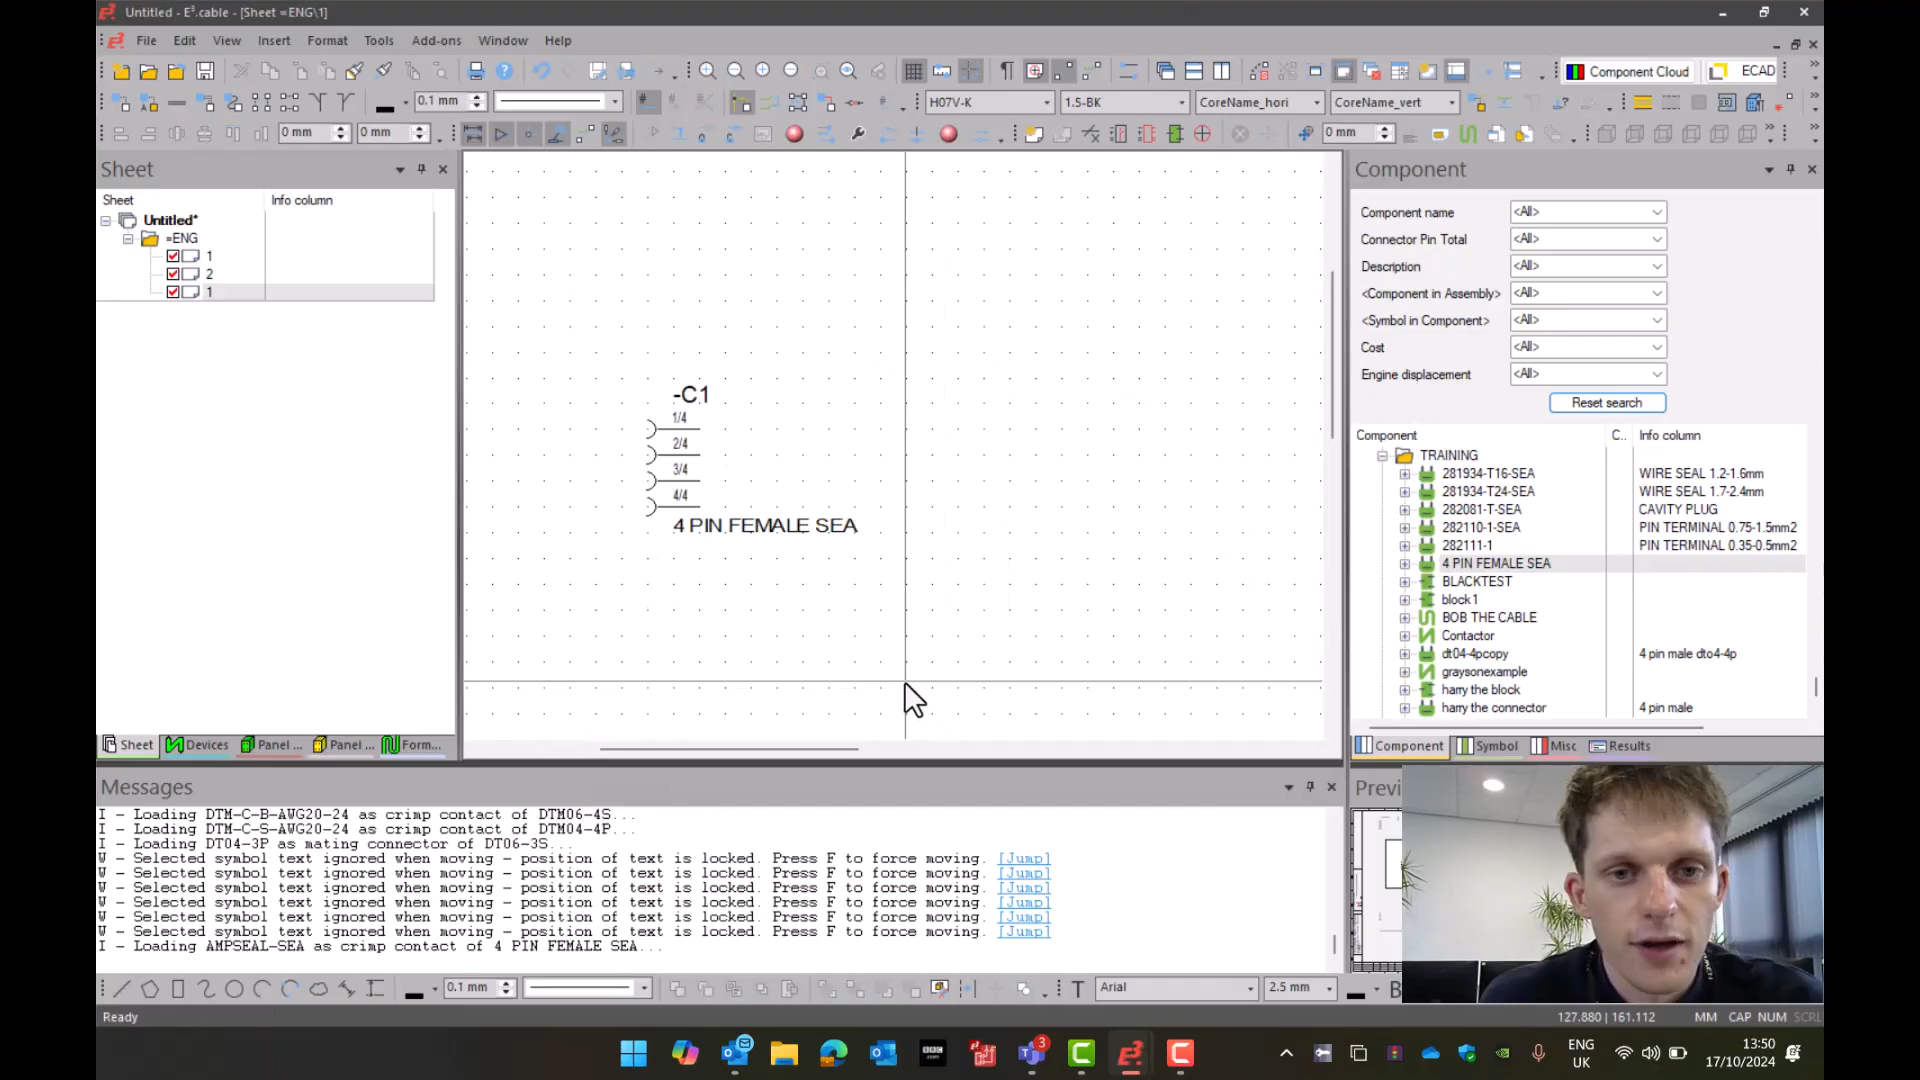 Untitled - E³.cable - [Sheet =ENG\1]
File Edit View Insert Format Tools Add-ons Window Help
Component Cloud ECAD
0.1 mm H07V-K 1.5-BK CoreName_hori CoreName_vert
0 mm 0 mm 0 mm
Sheet
Sheet Info column
Untitled*
=ENG
1
2
1
Sheet Devices Panel ... Panel ... Form...
-C1
1/4
2/4
3/4
4/4
4 PIN FEMALE SEA
Component
Component name <All>
Connector Pin Total <All>
Description <All>
<Component in Assembly> <All>
<Symbol in Component> <All>
Cost <All>
Engine displacement <All>
Reset search
Component C.. Info column
TRAINING
281934-T16-SEA WIRE SEAL 1.2-1.6mm
281934-T24-SEA WIRE SEAL 1.7-2.4mm
282081-T-SEA CAVITY PLUG
282110-1-SEA PIN TERMINAL 0.75-1.5mm2
282111-1 PIN TERMINAL 0.35-0.5mm2
4 PIN FEMALE SEA
BLACKTEST
block1
BOB THE CABLE
Contactor
dt04-4pcopy 4 pin male dto4-4p
graysonexample
harry the block
harry the connector 4 pin male
Component Symbol Misc Results
Messages
I - Loading DTM-C-B-AWG20-24 as crimp contact of DTM06-4S...
I - Loading DTM-C-S-AWG20-24 as crimp contact of DTM04-4P...
I - Loading DT04-3P as mating connector of DT06-3S...
W - Selected symbol text ignored when moving - position of text is locked. Press F to force moving. [Jump]
W - Selected symbol text ignored when moving - position of text is locked. Press F to force moving. [Jump]
W - Selected symbol text ignored when moving - position of text is locked. Press F to force moving. [Jump]
W - Selected symbol text ignored when moving - position of text is locked. Press F to force moving. [Jump]
W - Selected symbol text ignored when moving - position of text is locked. Press F to force moving. [Jump]
W - Selected symbol text ignored when moving - position of text is locked. Press F to force moving. [Jump]
I - Loading AMPSEAL-SEA as crimp contact of 4 PIN FEMALE SEA...
Previ
0.1 mm T Arial 2.5 mm B
Ready 127.880 | 161.112 MM CAP NUM SCRL
BBC
3
ENG
UK
13:50
17/10/2024